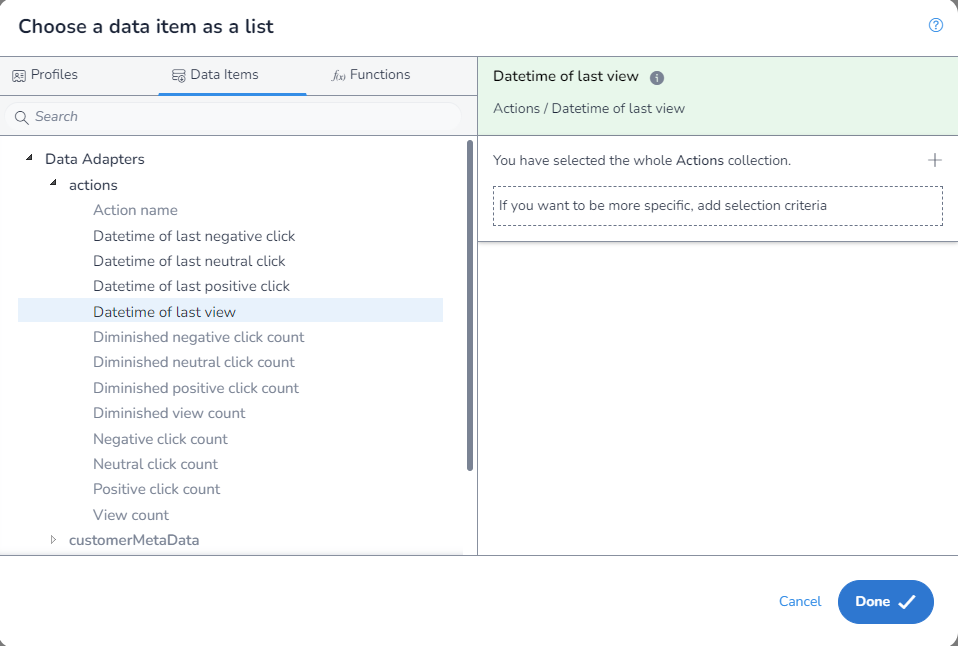 Choose a data item as a list
?
Profiles
Data Items
f(x) Functions
Search
Data Adapters
actions
Action name
Datetime of last negative click
Datetime of last neutral click
Datetime of last positive click
Datetime of last view
Diminished negative click count
Diminished neutral click count
Diminished positive click count
Diminished view count
Negative click count
Neutral click count
Positive click count
View count
customerMetaData
Datetime of last view i
Actions / Datetime of last view
You have selected the whole Actions collection.
If you want to be more specific, add selection criteria
Cancel
Done